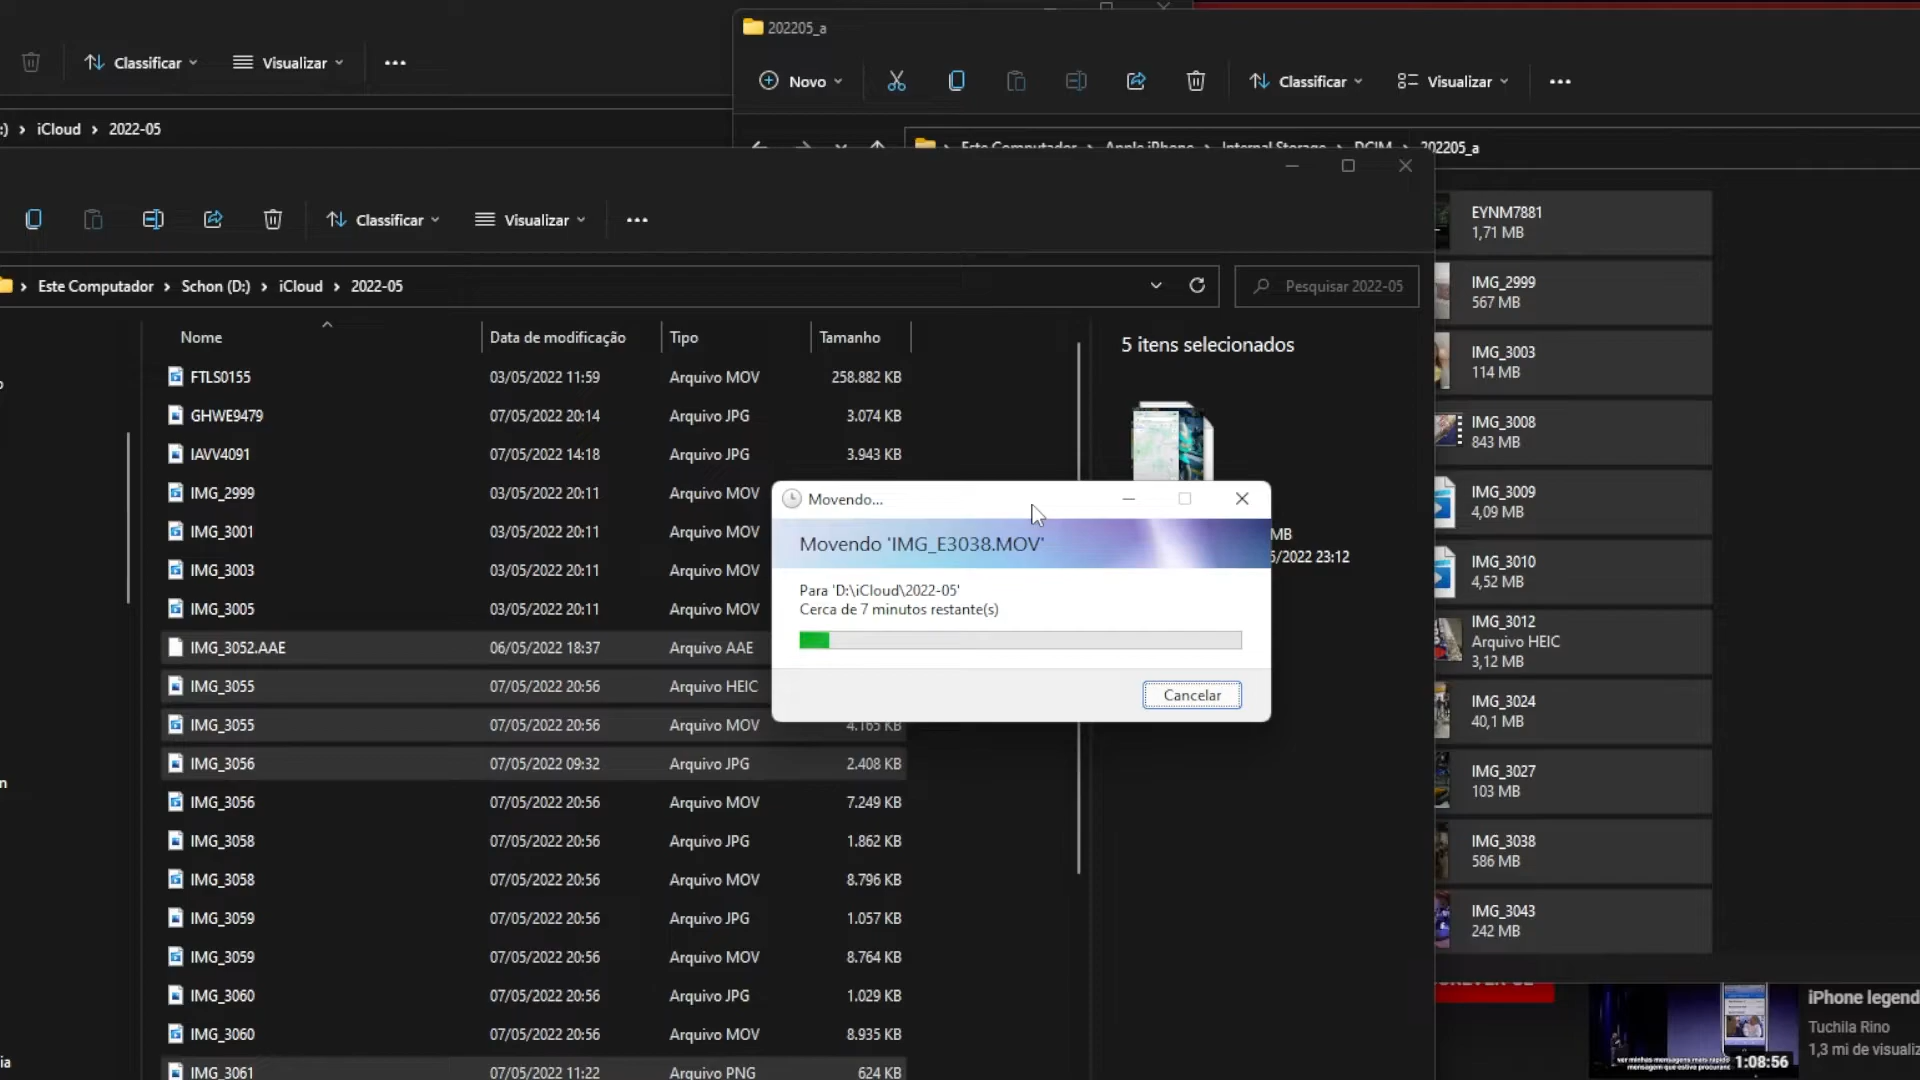 202205_a
Classificar
Visualizar
Novo
Classificar
Visualizar
:)
iCloud
2022-05
Este Computador
Apple iPhone
Internal Storage
DCIM
202205_a
Classificar
Visualizar
Este Computador
Schon (D:)
iCloud
2022-05
Pesquisar 2022-05
Nome
Data de modificação
Tipo
Tamanho
FTLS0155 03/05/2022 11:59 Arquivo MOV 258.882 KB
GHWE9479 07/05/2022 20:14 Arquivo JPG 3.074 KB
IAVV4091 07/05/2022 14:18 Arquivo JPG 3.943 KB
IMG_2999 03/05/2022 20:11 Arquivo MOV
IMG_3001 03/05/2022 20:11 Arquivo MOV
IMG_3003 03/05/2022 20:11 Arquivo MOV
IMG_3005 03/05/2022 20:11 Arquivo MOV
IMG_3052.AAE 06/05/2022 18:37 Arquivo AAE
IMG_3055 07/05/2022 20:56 Arquivo HEIC
IMG_3055 07/05/2022 20:56 Arquivo MOV 4.165 KB
IMG_3056 07/05/2022 09:32 Arquivo JPG 2.408 KB
IMG_3056 07/05/2022 20:56 Arquivo MOV 7.249 KB
IMG_3058 07/05/2022 20:56 Arquivo JPG 1.862 KB
IMG_3058 07/05/2022 20:56 Arquivo MOV 8.796 KB
IMG_3059 07/05/2022 20:56 Arquivo JPG 1.057 KB
IMG_3059 07/05/2022 20:56 Arquivo MOV 8.764 KB
IMG_3060 07/05/2022 20:56 Arquivo JPG 1.029 KB
IMG_3060 07/05/2022 20:56 Arquivo MOV 8.935 KB
IMG_3061 07/05/2022 11:22 Arquivo PNG 624 KB
5 itens selecionados
MB
5/2022 23:12
Movendo...
Movendo 'IMG_E3038.MOV'
Para 'D:\iCloud\2022-05'
Cerca de 7 minutos restante(s)
Cancelar
EYNM7881
1,71 MB
IMG_2999
567 MB
IMG_3003
114 MB
IMG_3008
843 MB
IMG_3009
4,09 MB
IMG_3010
4,52 MB
IMG_3012
Arquivo HEIC
3,12 MB
IMG_3024
40,1 MB
IMG_3027
103 MB
IMG_3038
586 MB
IMG_3043
242 MB
iPhone legend
Tuchila Rino
1,3 mi de visualiz
1:08:56
ia